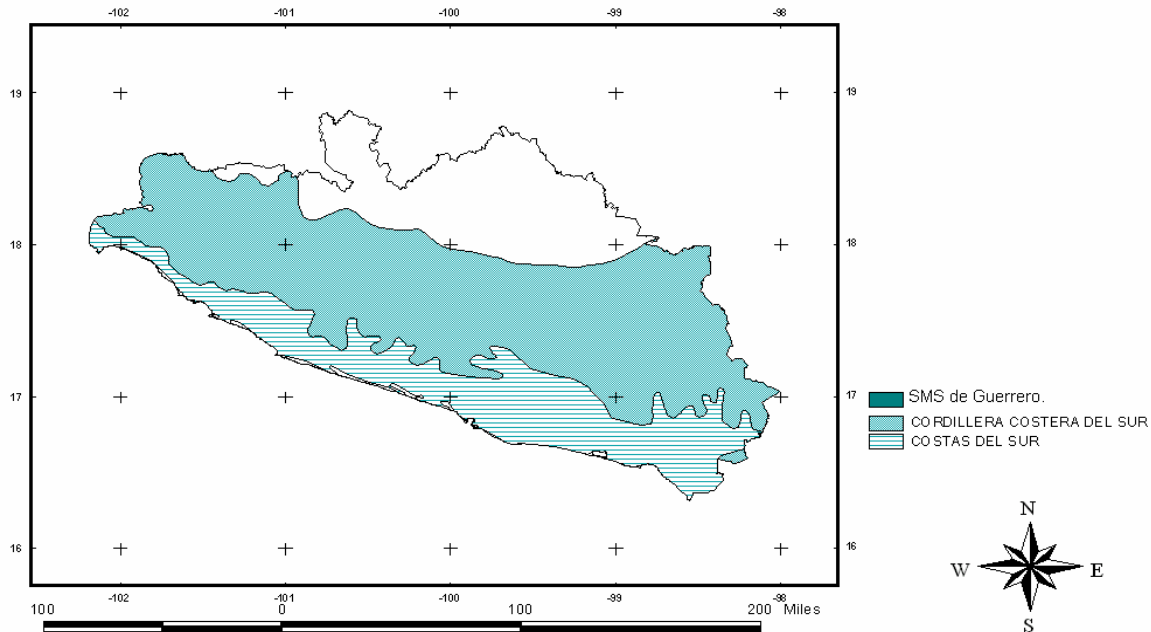 -102 -101 -100 -99 -98
19 19
18 18
17 17
16 16
-102 -101 -100 -99 -98
100 0 100 200 Miles
SMS de Guerrero.
CORDILLERA COSTERA DEL SUR
COSTAS DEL SUR
N
W E
S